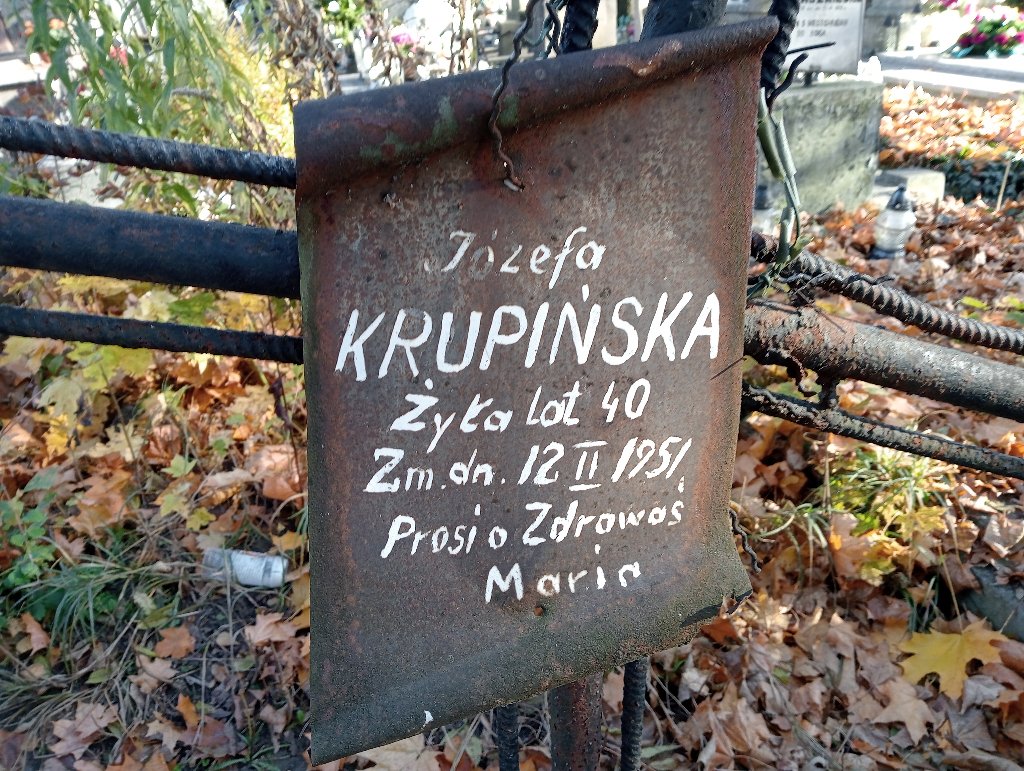 Józefa
KRUPIŃSKA
Żyła lat 40
Zm. dn. 12 II 1951
Prosi o Zdrowaś
Maria